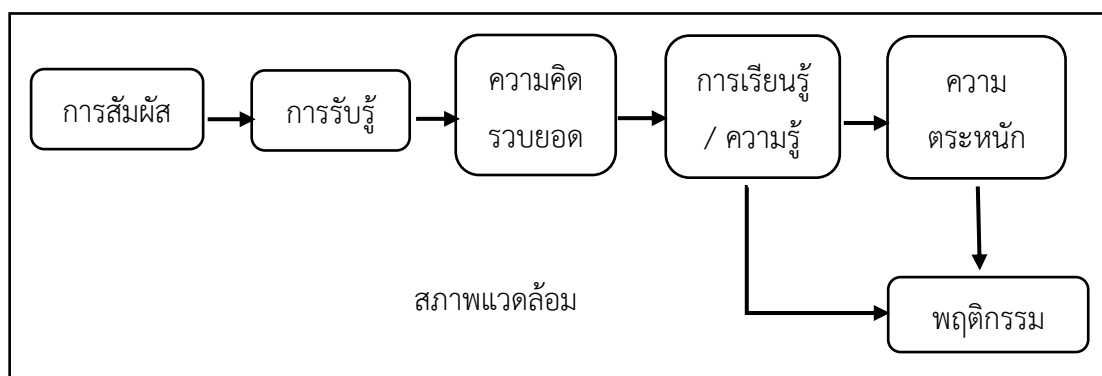 การสัมผัส
การรับรู้
ความคิด
รวบยอด
การเรียนรู้
/ ความรู้
ความ
ตระหนัก
สภาพแวดล้อม
พฤติกรรม